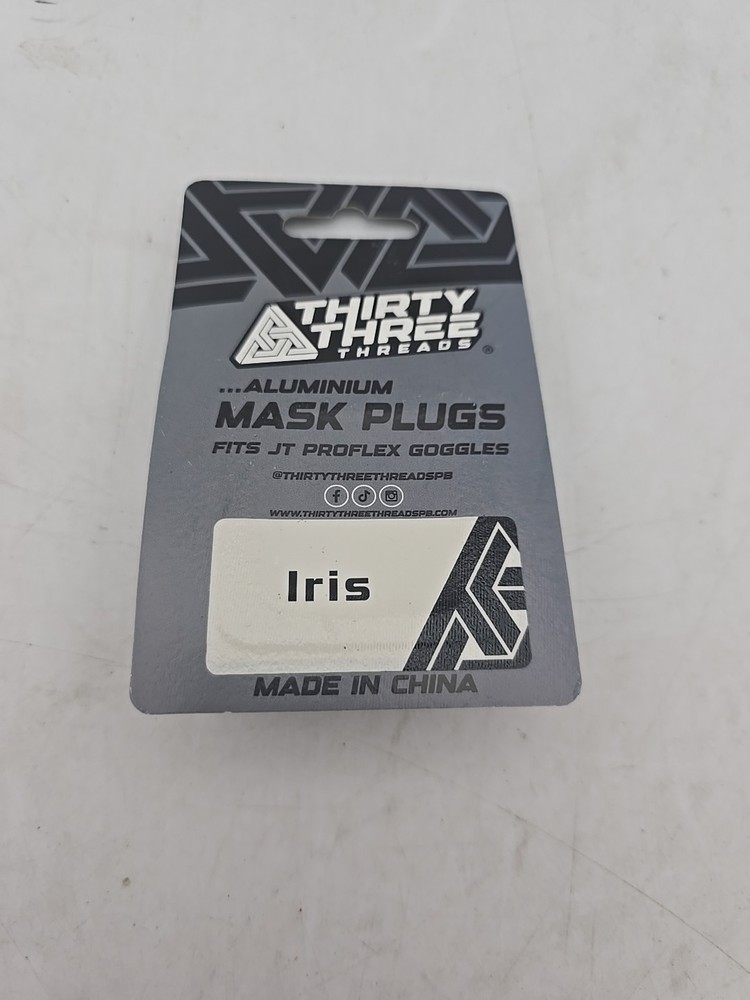 THIRTY
THREE
THREADS®
...ALUMINIUM
MASK PLUGS
FITS JT PROFLEX GOGGLES
@THIRTYTHREETHREADSPB
WWW.THIRTYTHREETHREADSPB.COM
Iris
MADE IN CHINA